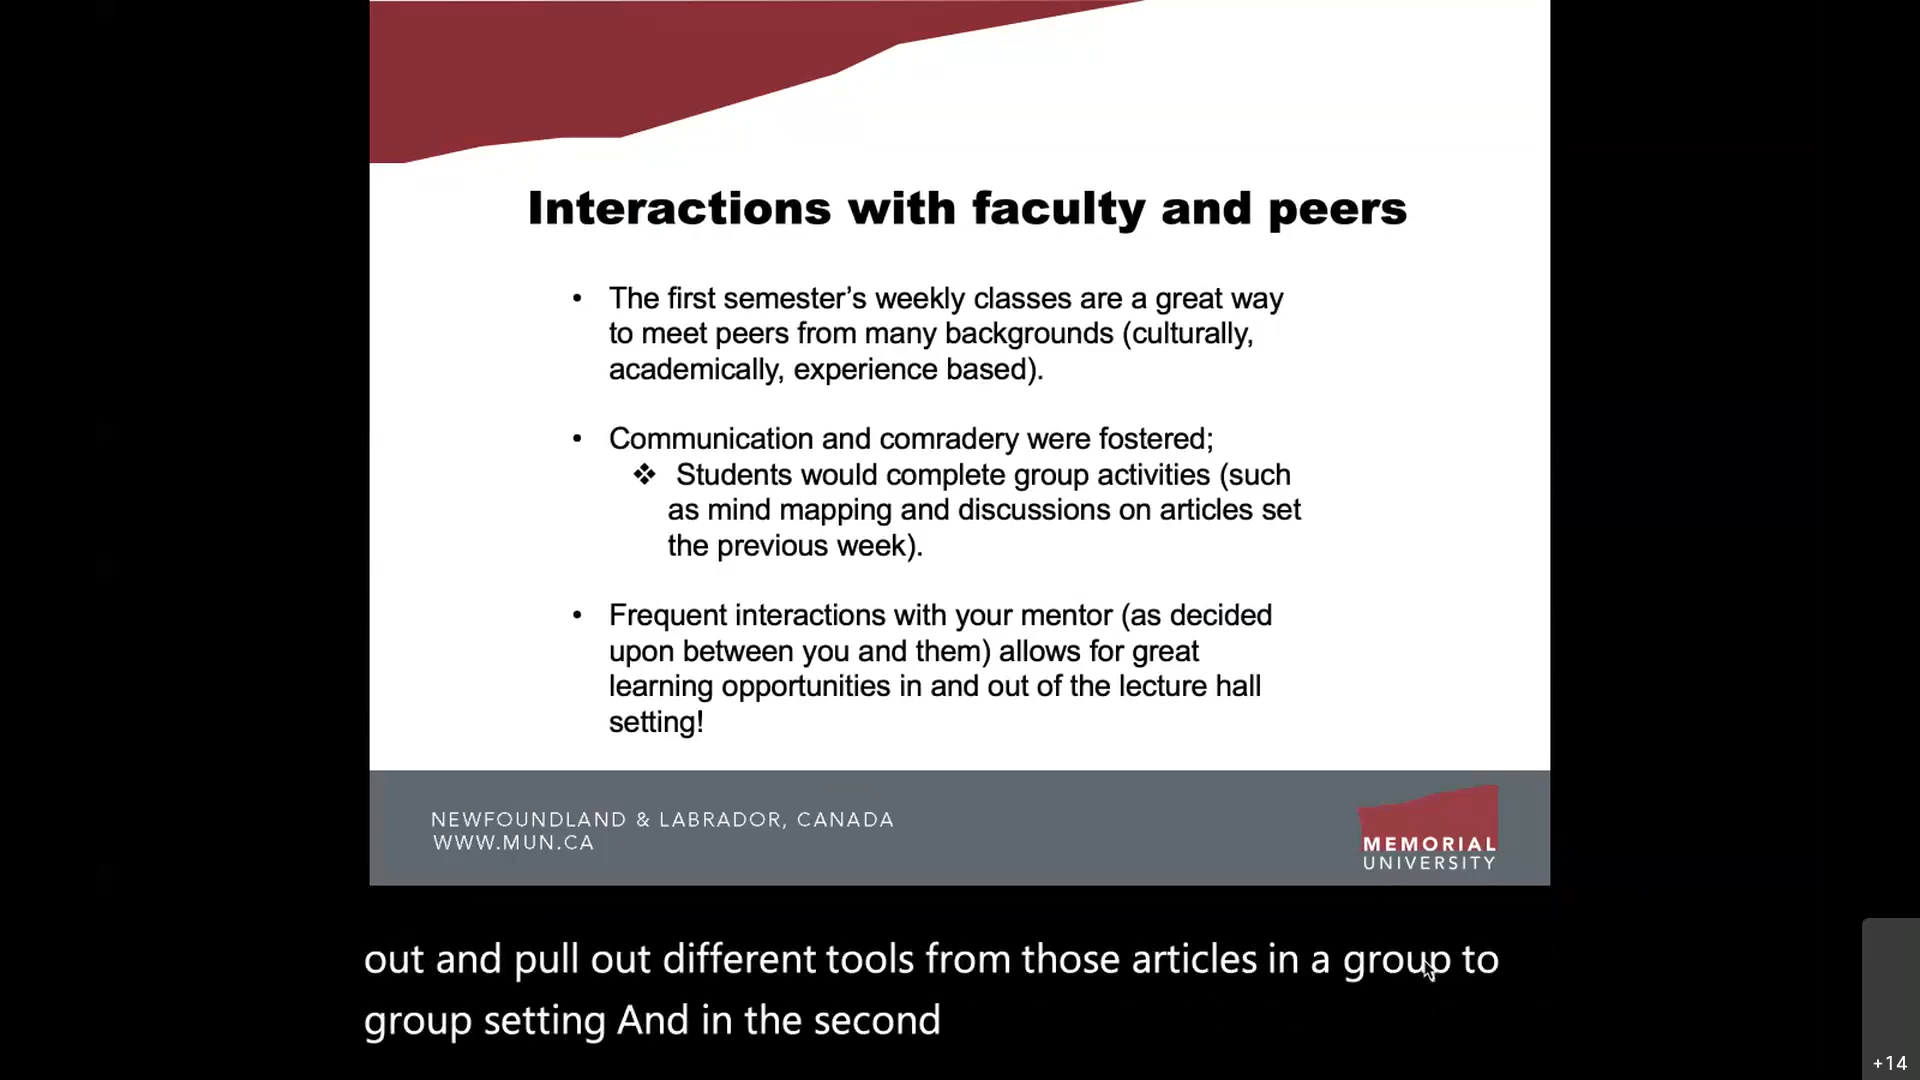 Interactions with faculty and peers
• The first semester’s weekly classes are a great way
to meet peers from many backgrounds (culturally,
academically, experience based).
• Communication and comradery were fostered;
❖ Students would complete group activities (such
as mind mapping and discussions on articles set
the previous week).
• Frequent interactions with your mentor (as decided
upon between you and them) allows for great
learning opportunities in and out of the lecture hall
setting!
NEWFOUNDLAND & LABRADOR, CANADA
WWW.MUN.CA
MEMORIAL
UNIVERSITY
out and pull out different tools from those articles in a group to
group setting And in the second
+14